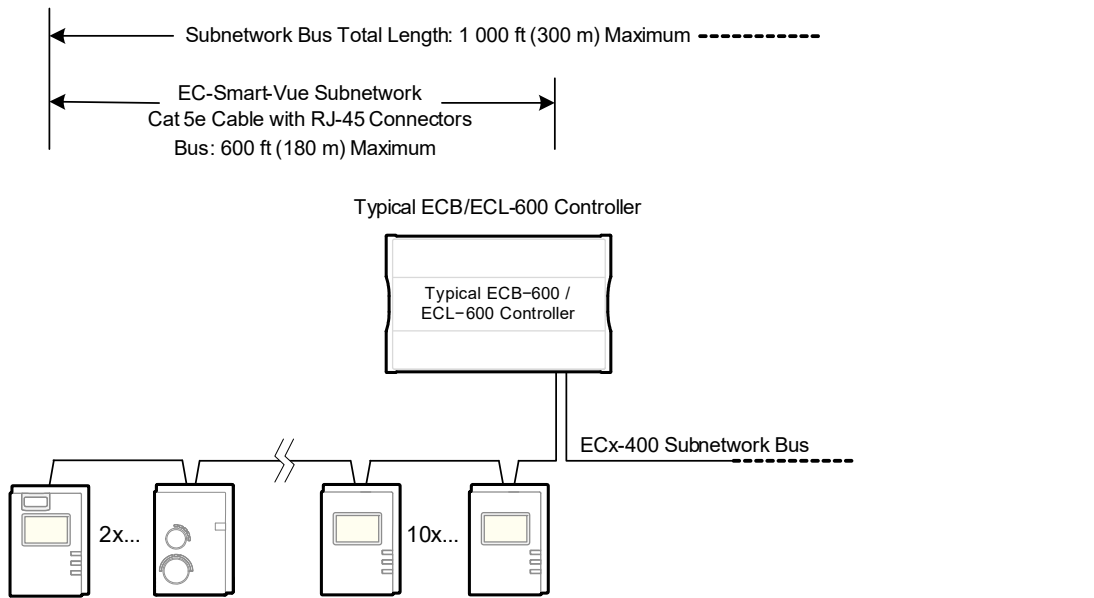 Subnetwork Bus Total Length: 1 000 ft (300 m) Maximum
EC-Smart-Vue Subnetwork
Cat 5e Cable with RJ-45 Connectors
Bus: 600 ft (180 m) Maximum
Typical ECB/ECL-600 Controller
Typical ECB-600 /
ECL-600 Controller
ECx-400 Subnetwork Bus
2x...
10x...